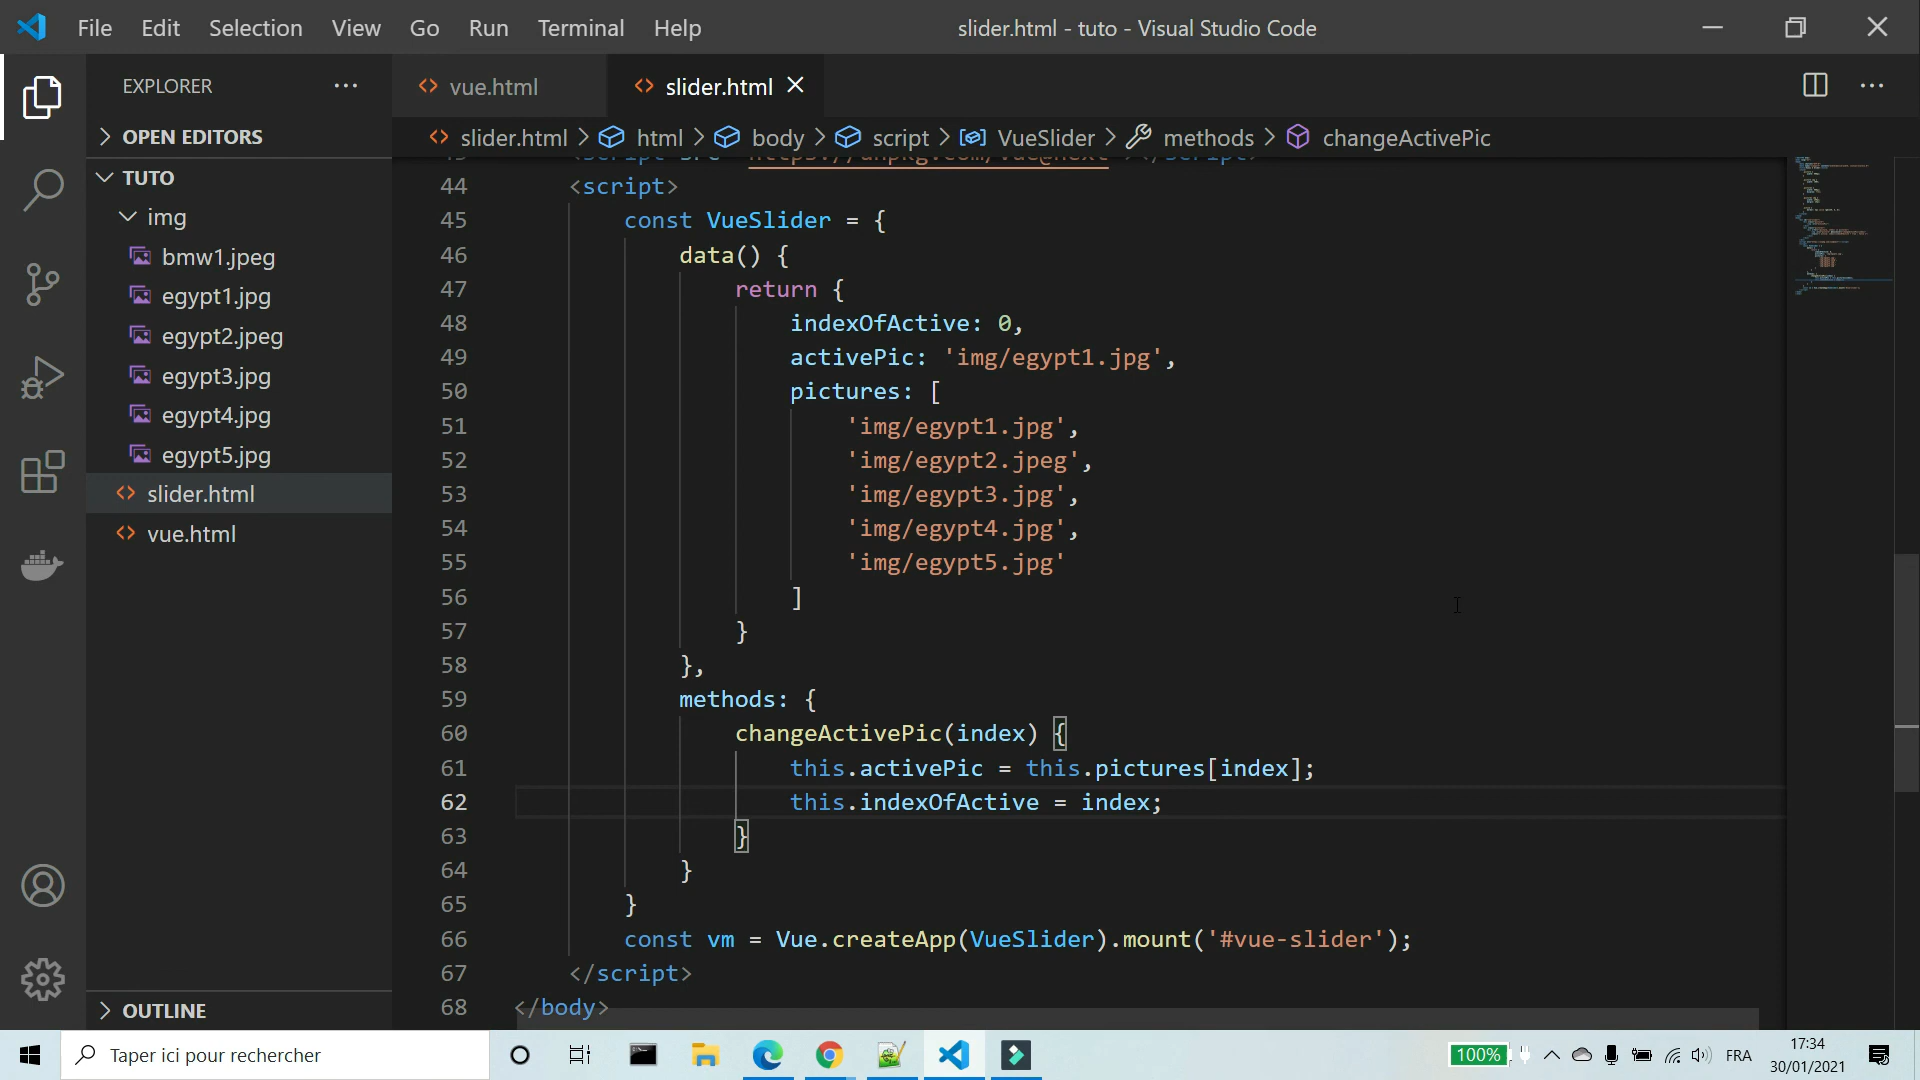 File Edit Selection View Go Run Terminal Help
slider.html - tuto - Visual Studio Code
EXPLORER
vue.html
slider.html
OPEN EDITORS
slider.html > html > body > script > VueSlider > methods > changeActivePic
TUTO
img
bmw1.jpeg
egypt1.jpg
egypt2.jpeg
egypt3.jpg
egypt4.jpg
egypt5.jpg
slider.html
vue.html
OUTLINE
44 <script>
45 const VueSlider = {
46 data() {
47 return {
48 indexOfActive: 0,
49 activePic: 'img/egypt1.jpg',
50 pictures: [
51 'img/egypt1.jpg',
52 'img/egypt2.jpeg',
53 'img/egypt3.jpg',
54 'img/egypt4.jpg',
55 'img/egypt5.jpg'
56 ]
57 }
58 },
59 methods: {
60 changeActivePic(index) {
61 this.activePic = this.pictures[index];
62 this.indexOfActive = index;
63 }
64 }
65 }
66 const vm = Vue.createApp(VueSlider).mount('#vue-slider');
67 </script>
68 </body>
Taper ici pour rechercher
100%
FRA
17:34
30/01/2021